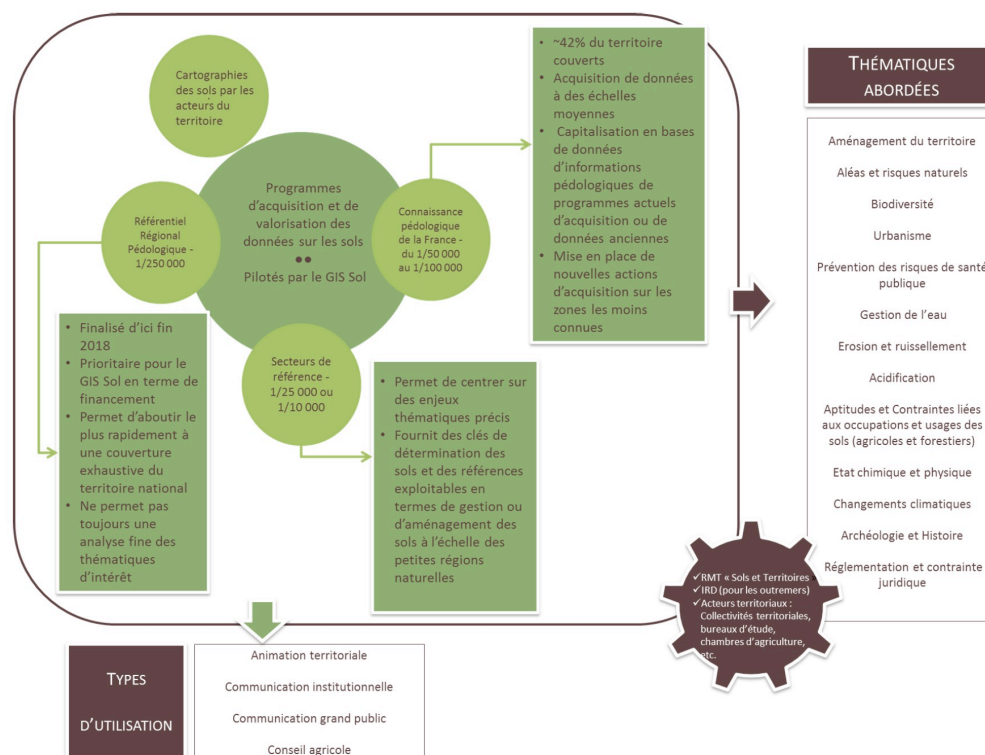 Cartographies
des sols par les
acteurs du
territoire
Programmes
d'acquisition et de
valorisation des
données sur les sols
••
Pilotés par le GIS Sol
Référentiel
Régional
Pédologique -
1/250 000
Connaissance
pédologique
de la France -
du 1/50 000
au 1/100 000
Secteurs de
référence -
1/25 000 ou
1/10 000
• ~42% du territoire
couverts
• Acquisition de données
à des échelles
moyennes
• Capitalisation en bases
de données
d'informations
pédologiques de
programmes actuels
d'acquisition ou de
données anciennes
• Mise en place de
nouvelles actions
d'acquisition sur les
zones les moins
connues
• Finalisé d'ici fin
2018
• Prioritaire pour le
GIS Sol en terme de
financement
• Permet d'aboutir le
plus rapidement à
une couverture
exhaustive du
territoire national
• Ne permet pas
toujours une
analyse fine des
thématiques
d'intérêt
• Permet de centrer sur
des enjeux
thématiques précis
• Fournit des clés de
détermination des
sols et des références
exploitables en
termes de gestion ou
d'aménagement des
sols à l'échelle des
petites régions
naturelles
THÉMATIQUES
ABORDÉES
Aménagement du territoire
Aléas et risques naturels
Biodiversité
Urbanisme
Prévention des risques de santé
publique
Gestion de l'eau
Erosion et ruissellement
Acidification
Aptitudes et Contraintes liées
aux occupations et usages des
sols (agricoles et forestiers)
Etat chimique et physique
Changements climatiques
Archéologie et Histoire
Réglementation et contrainte
juridique
✓RMT « Sols et Territoires »
✓IRD (pour les outremers)
✓Acteurs territoriaux :
Collectivités territoriales,
bureaux d'étude,
chambres d'agriculture,
etc.
TYPES
D'UTILISATION
Animation territoriale
Communication institutionnelle
Communication grand public
Conseil agricole